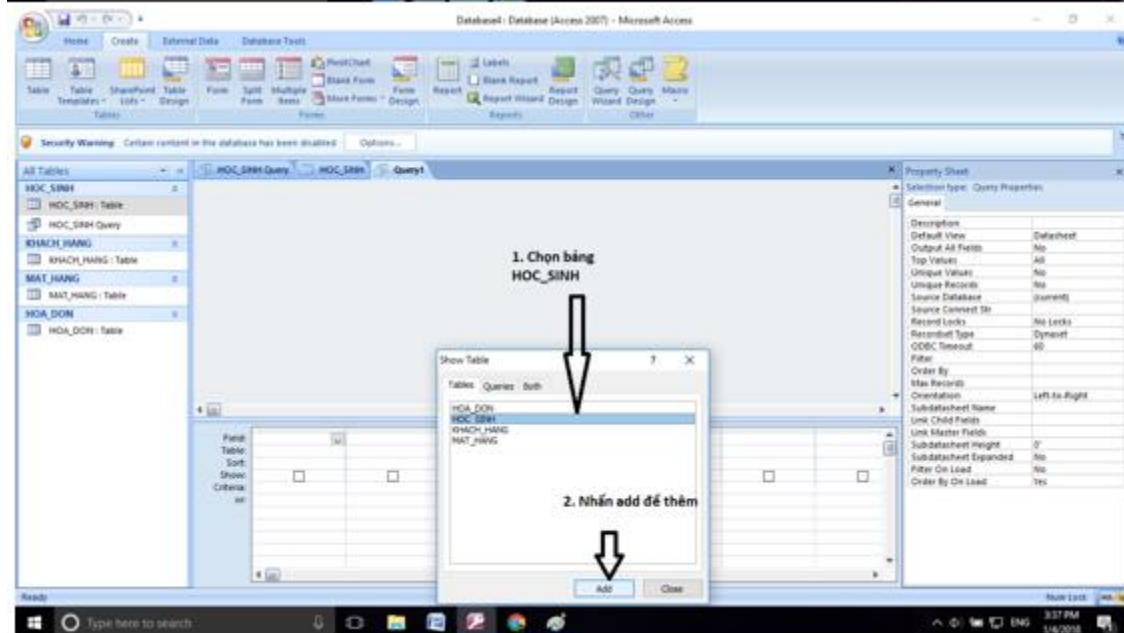 Database4 : Database (Access 2007) - Microsoft Access
Home Create External Data Database Tools
Table
Table Templates
SharePoint Lists
Table Design
Tables
Form
Split Form
Multiple Items
PivotChart
Blank Form
More Forms
Form Design
Forms
Report
Labels
Blank Report
Report Wizard
Report Design
Reports
Query Wizard
Query Design
Macro
Other
Security Warning Certain content in the database has been disabled Options...
All Tables
HOC_SINH
HOC_SINH : Table
HOC_SINH Query
KHACH_HANG
KHACH_HANG : Table
MAT_HANG
MAT_HANG : Table
HOA_DON
HOA_DON : Table
HOC_SINH Query HOC_SINH Query1
1. Chọn bảng
HOC_SINH
Show Table ? X
Tables Queries Both
HOA_DON
HOC_SINH
KHACH_HANG
MAT_HANG
2. Nhấn add để thêm
Add Close
Field:
Table:
Sort:
Show:
Criteria:
or:
Property Sheet
Selection type: Query Properties
General
Description
Default View Datasheet
Output All Fields No
Top Values All
Unique Values No
Unique Records No
Source Database (current)
Source Connect Str
Record Locks No Locks
Recordset Type Dynaset
ODBC Timeout 60
Filter
Order By
Max Records
Orientation Left-to-Right
Subdatasheet Name
Link Child Fields
Link Master Fields
Subdatasheet Height 0"
Subdatasheet Expanded No
Filter On Load No
Order By On Load Yes
Ready
Num Lock
Type here to search
ENG
3:37 PM
1/4/2018